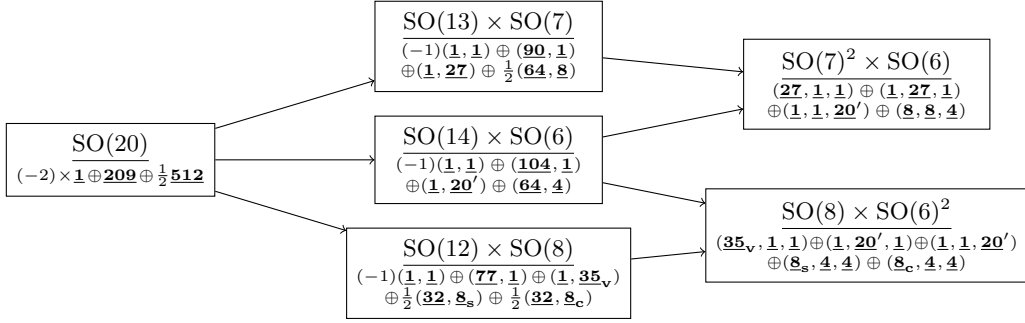 SO(20)
(−2)×1⊕209⊕½512
SO(13) × SO(7)
(−1)(1, 1) ⊕ (90, 1)
⊕(1, 27) ⊕ ½(64, 8)
SO(14) × SO(6)
(−1)(1, 1) ⊕ (104, 1)
⊕(1, 20′) ⊕ (64, 4)
SO(12) × SO(8)
(−1)(1, 1) ⊕ (77, 1) ⊕ (1, 35ᵥ)
⊕½(32, 8ₛ) ⊕ ½(32, 8_c)
SO(7)² × SO(6)
(27, 1, 1) ⊕ (1, 27, 1)
⊕(1, 1, 20′) ⊕ (8, 8, 4)
SO(8) × SO(6)²
(35ᵥ, 1, 1)⊕(1, 20′, 1)⊕(1, 1, 20′)
⊕(8ₛ, 4, 4) ⊕ (8_c, 4, 4)